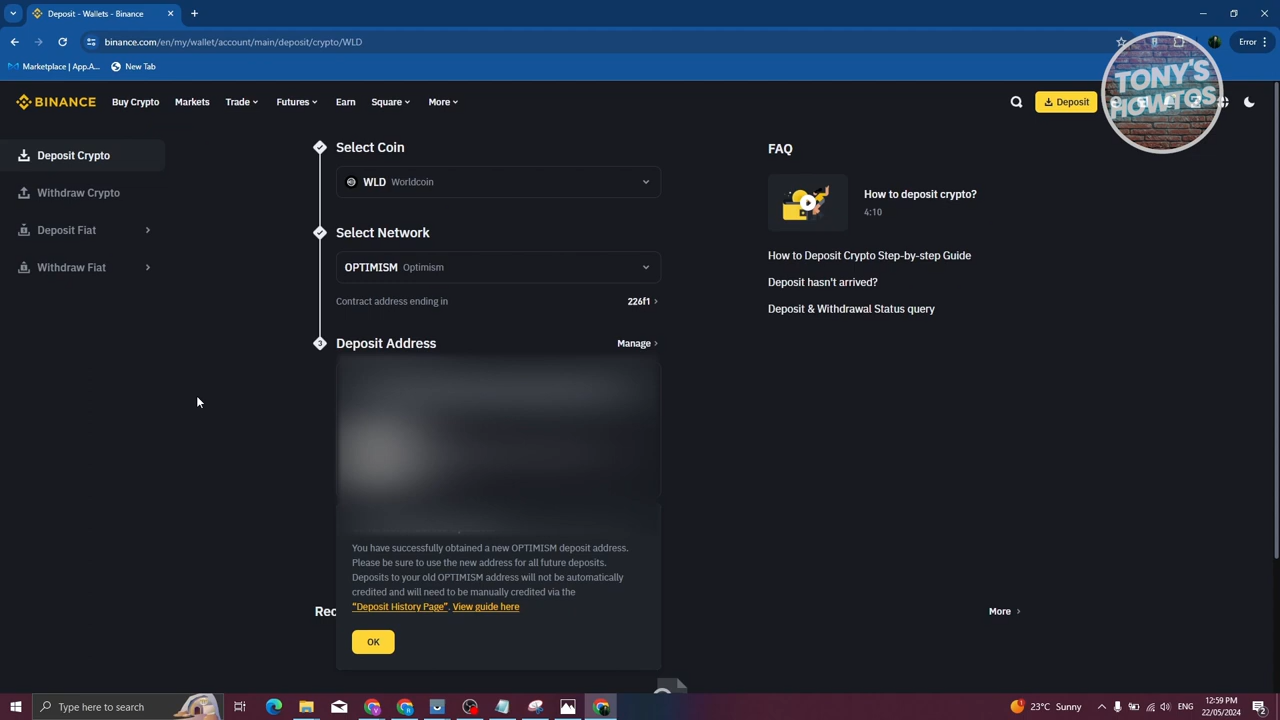 Deposit - Wallets - Binance
binance.com/en/my/wallet/account/main/deposit/crypto/WLD
Error
Marketplace | App.A...
New Tab
BINANCE
Buy Crypto
Markets
Trade
Futures
Earn
Square
More
Deposit
TONY'S
HOWTOS
Deposit Crypto
Withdraw Crypto
Deposit Fiat
Withdraw Fiat
Select Coin
WLD Worldcoin
Select Network
OPTIMISM Optimism
Contract address ending in
226f1
3
Deposit Address
Manage
You have successfully obtained a new OPTIMISM deposit address.
Please be sure to use the new address for all future deposits.
Deposits to your old OPTIMISM address will not be automatically
credited and will need to be manually credited via the
"Deposit History Page". View guide here
OK
Rec
More
FAQ
How to deposit crypto?
4:10
How to Deposit Crypto Step-by-step Guide
Deposit hasn't arrived?
Deposit & Withdrawal Status query
Type here to search
23°C Sunny
ENG
12:59 PM
22/05/2024